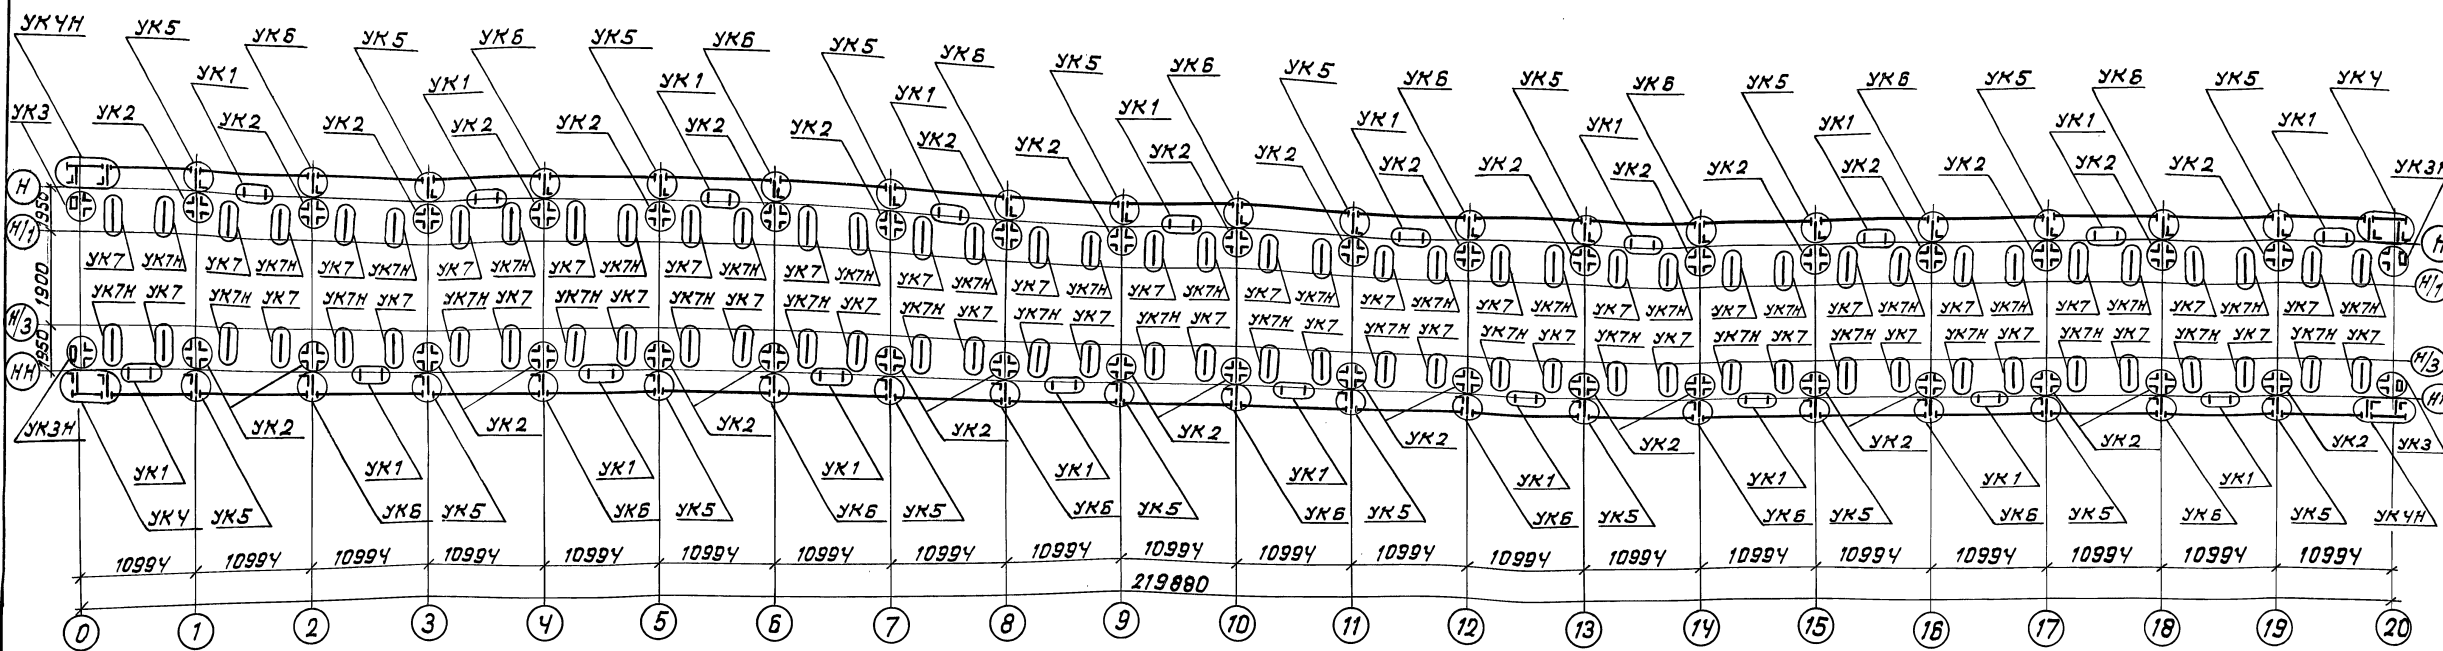 УК4Н УК5 УК6 УК5 УК6 УК5 УК6 УК5 УК6 УК5 УК6 УК5 УК6 УК5 УК6 УК5 УК6 УК5 УК6 УК5 УК4
УК1 УК1 УК1 УК1 УК1 УК1 УК1 УК1 УК1 УК1
УК3 УК2 УК2 УК2 УК2 УК2 УК2 УК2 УК2 УК2 УК2 УК2 УК2 УК2 УК2 УК2 УК2 УК2 УК2 УК2 УК3Н
Н 1950 Н
Н/1 Н/1
УК7 УК7Н УК7 УК7Н УК7 УК7Н УК7 УК7Н УК7 УК7Н УК7 УК7Н УК7 УК7Н УК7 УК7Н УК7 УК7Н УК7 УК7Н УК7 УК7Н УК7 УК7Н УК7 УК7Н УК7 УК7Н УК7 УК7Н УК7 УК7Н УК7 УК7Н УК7 УК7Н УК7 УК7Н УК7 УК7Н
1900
УК7Н УК7 УК7Н УК7 УК7Н УК7 УК7Н УК7 УК7Н УК7 УК7Н УК7 УК7Н УК7 УК7Н УК7 УК7Н УК7 УК7Н УК7 УК7Н УК7 УК7Н УК7 УК7Н УК7 УК7Н УК7 УК7Н УК7 УК7Н УК7 УК7Н УК7 УК7Н УК7 УК7Н УК7 УК7Н УК7
Н/3 1950 Н/3
НН НН
УК3Н УК2 УК2 УК2 УК2 УК2 УК2 УК2 УК2 УК2 УК2 УК3
УК1 УК1 УК1 УК1 УК1 УК1 УК1 УК1 УК1 УК1
УК4 УК5 УК6 УК5 УК6 УК5 УК6 УК5 УК6 УК5 УК6 УК5 УК6 УК5 УК6 УК5 УК6 УК5 УК6 УК5 УК4Н
10994 10994 10994 10994 10994 10994 10994 10994 10994 10994 10994 10994 10994 10994 10994 10994 10994 10994 10994 10994
219880
0 1 2 3 4 5 6 7 8 9 10 11 12 13 14 15 16 17 18 19 20